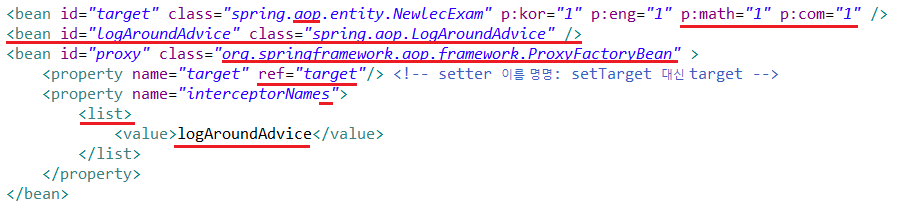 <bean id="target" class="spring.aop.entity.NewlecExam" p:kor="1" p:eng="1" p:math="1" p:com="1" />
<bean id="logAroundAdvice" class="spring.aop.LogAroundAdvice" />
<bean id="proxy" class="org.springframework.aop.framework.ProxyFactoryBean" >
<property name="target" ref="target"/> <!-- setter 이름 명명: setTarget 대신 target -->
<property name="interceptorNames">
<list>
<value>logAroundAdvice</value>
</list>
</property>
</bean>